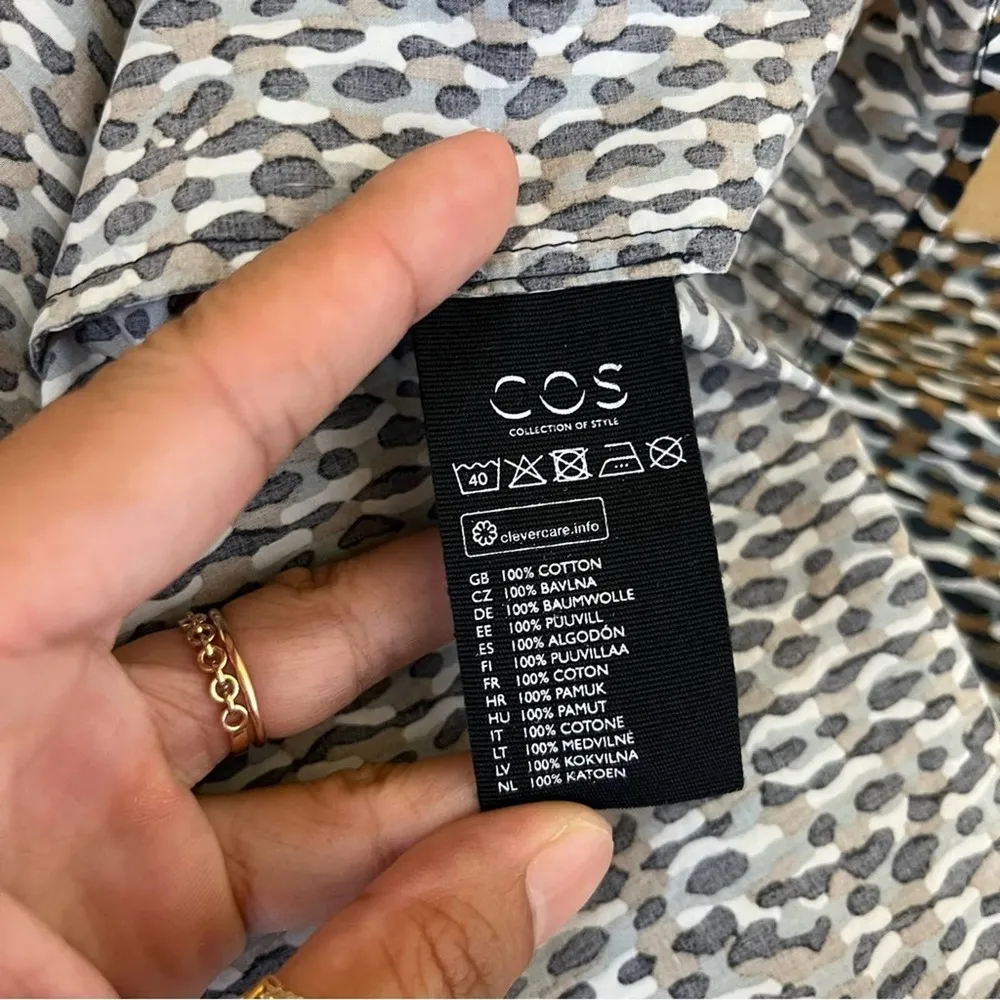 COS
COLLECTION OF STYLE
40
clevercare.info
GB 100% COTTON
CZ 100% BAVLNA
DE 100% BAUMWOLLE
EE 100% PUUVILL
ES 100% ALGODÓN
FI 100% PUUVILLAA
FR 100% COTON
HR 100% PAMUK
HU 100% PAMUT
IT 100% COTONE
LT 100% MEDVILNĖ
LV 100% KOKVILNA
NL 100% KATOEN